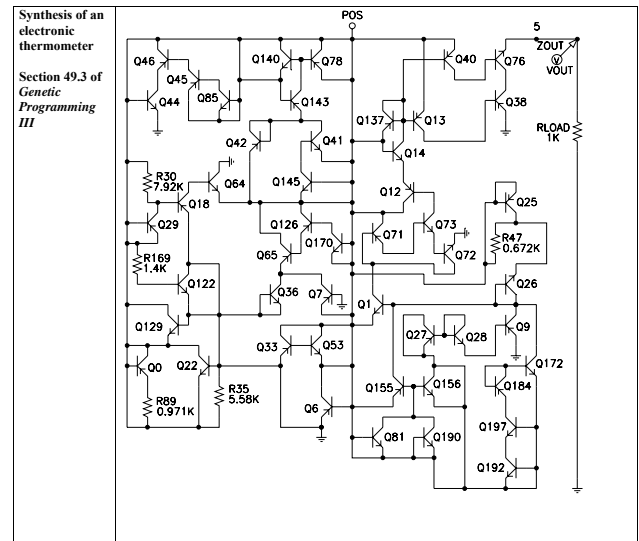 Synthesis of an
electronic
thermometer
Section 49.3 of
Genetic
Programming
III
POS
5
ZOUT
V
VOUT
Q46
Q45
Q44
Q85
Q140
Q78
Q143
Q40
Q76
Q38
Q137
Q13
Q14
RLOAD
1K
Q42
Q41
R30
7.92K
Q64
Q18
Q145
Q12
Q25
Q29
Q126
Q170
Q71
Q73
R47
0.672K
R169
1.4K
Q65
Q72
Q122
Q36
Q7
Q1
Q26
Q129
Q27
Q28
Q9
Q33
Q53
Q172
Q0
Q22
R35
5.58K
Q155
Q156
Q184
R89
0.971K
Q6
Q81
Q190
Q197
Q192